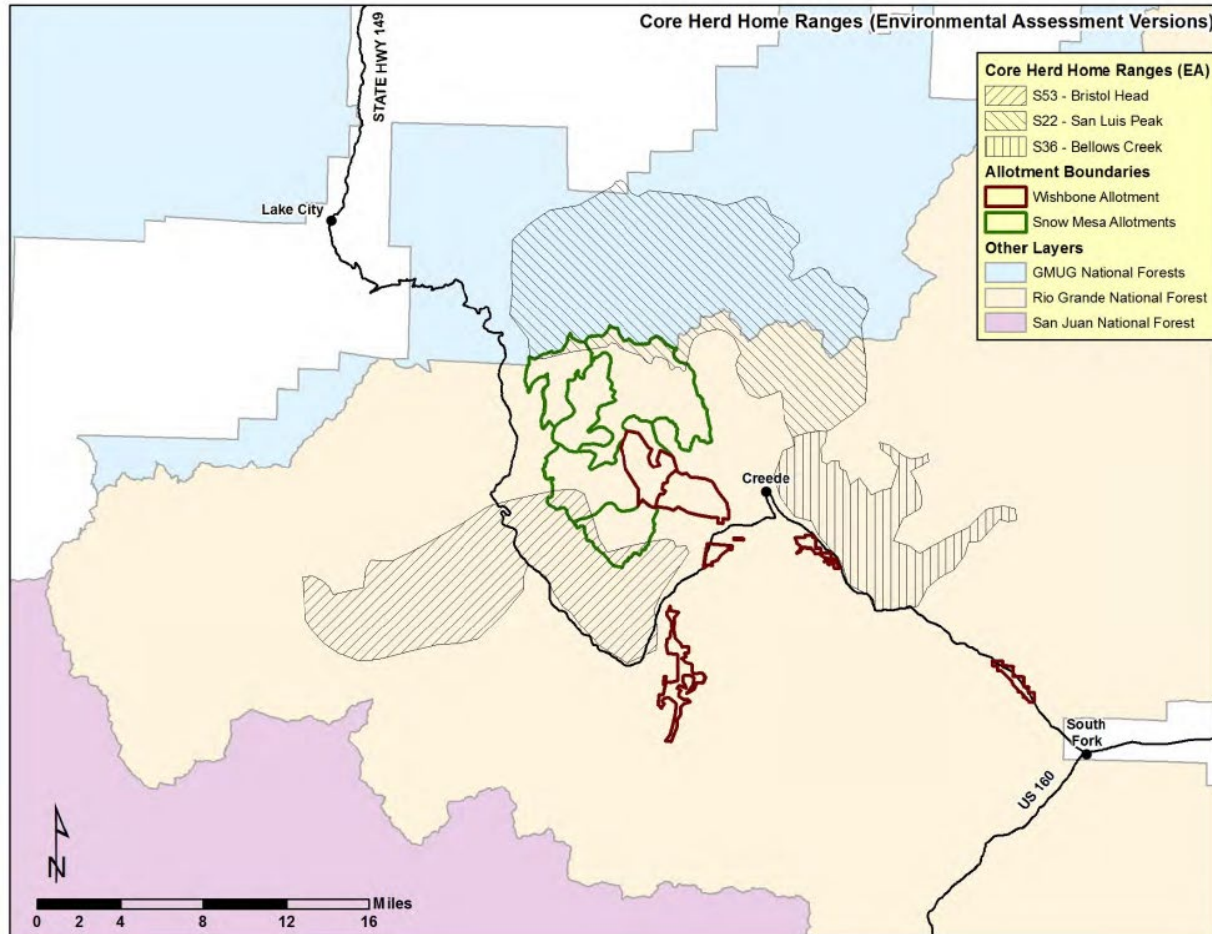 Core Herd Home Ranges (Environmental Assessment Versions)
STATE HWY 149
Core Herd Home Ranges (EA)
S53 - Bristol Head
S22 - San Luis Peak
S36 - Bellows Creek
Allotment Boundaries
Wishbone Allotment
Snow Mesa Allotments
Other Layers
GMUG National Forests
Rio Grande National Forest
San Juan National Forest
Lake City
Creede
South
Fork
US 160
N
Miles
0 2 4 8 12 16